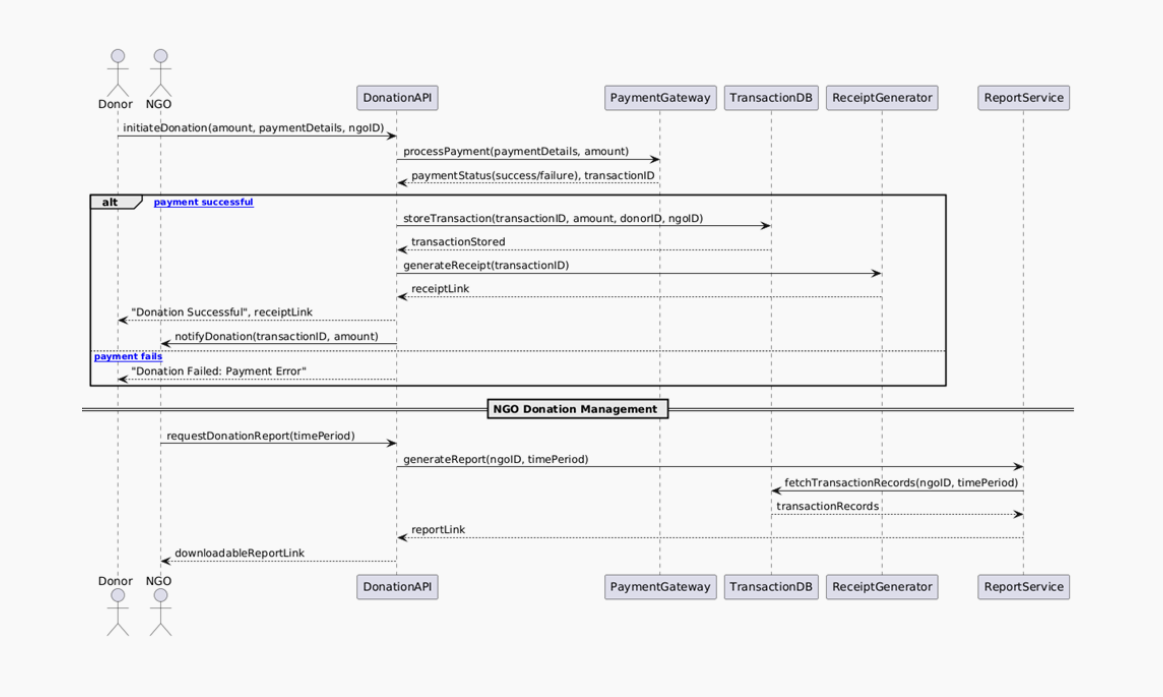 Donor
NGO
DonationAPI
PaymentGateway
TransactionDB
ReceiptGenerator
ReportService
initiateDonation(amount, paymentDetails, ngoID)
processPayment(paymentDetails, amount)
paymentStatus(success/failure), transactionID
alt
payment successful
storeTransaction(transactionID, amount, donorID, ngoID)
transactionStored
generateReceipt(transactionID)
receiptLink
"Donation Successful", receiptLink
notifyDonation(transactionID, amount)
payment fails
"Donation Failed: Payment Error"
NGO Donation Management
requestDonationReport(timePeriod)
generateReport(ngoID, timePeriod)
fetchTransactionRecords(ngoID, timePeriod)
transactionRecords
reportLink
downloadableReportLink
Donor
NGO
DonationAPI
PaymentGateway
TransactionDB
ReceiptGenerator
ReportService